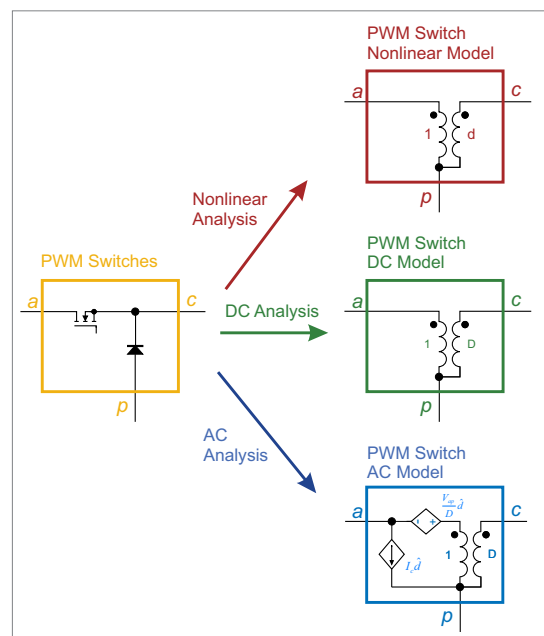 PWM Switch
Nonlinear Model
a
c
1
d
p
Nonlinear
Analysis
PWM Switches
a
c
p
DC Analysis
PWM Switch
DC Model
a
c
1
D
p
AC
Analysis
PWM Switch
AC Model
a
c
V_ap/D d̂
- +
1
D
I_c d̂
p